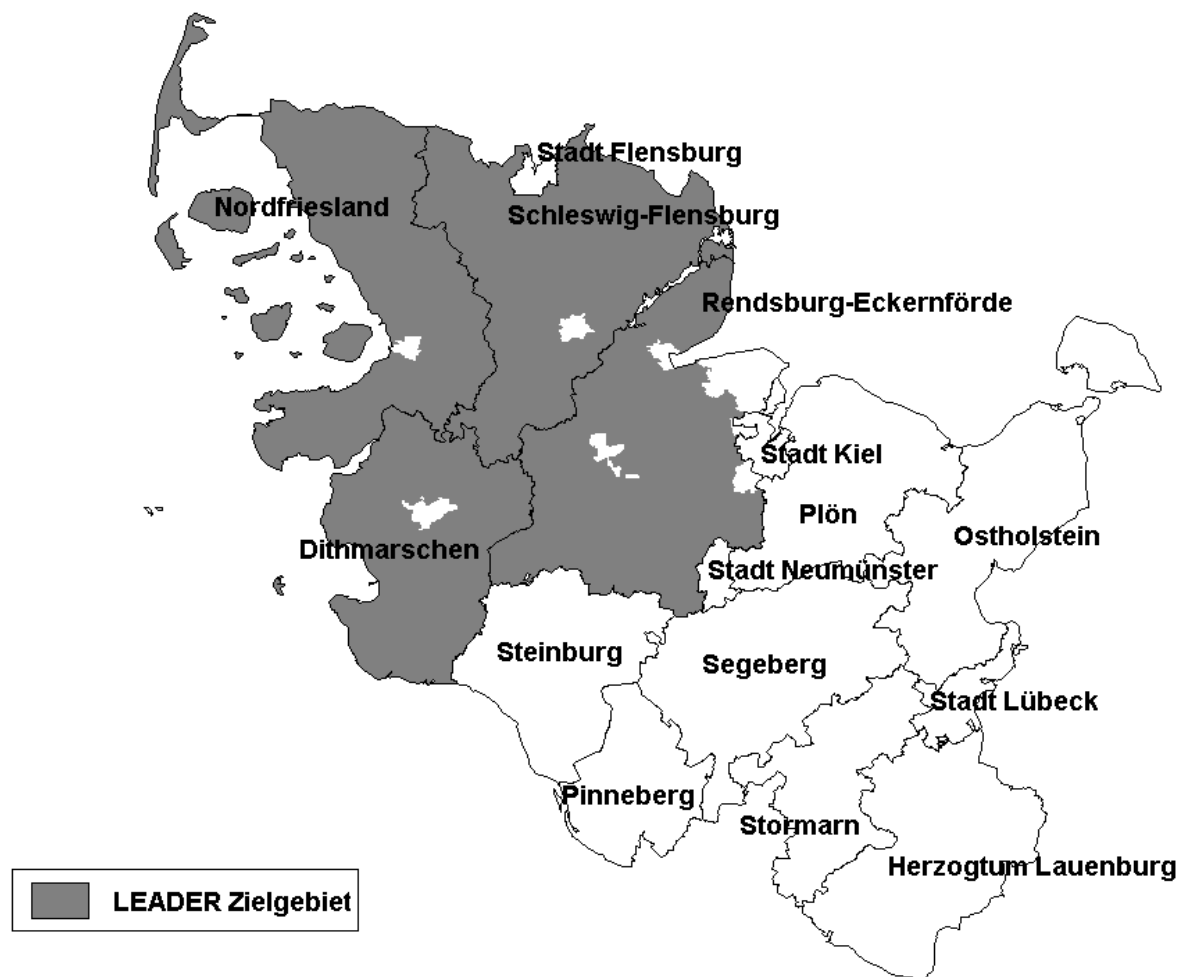 Stadt Flensburg
Nordfriesland
Schleswig-Flensburg
Rendsburg-Eckernförde
Stadt Kiel
Plön
Ostholstein
Dithmarschen
Stadt Neumünster
Steinburg
Segeberg
Stadt Lübeck
Pinneberg
Stormarn
Herzogtum Lauenburg
LEADER Zielgebiet